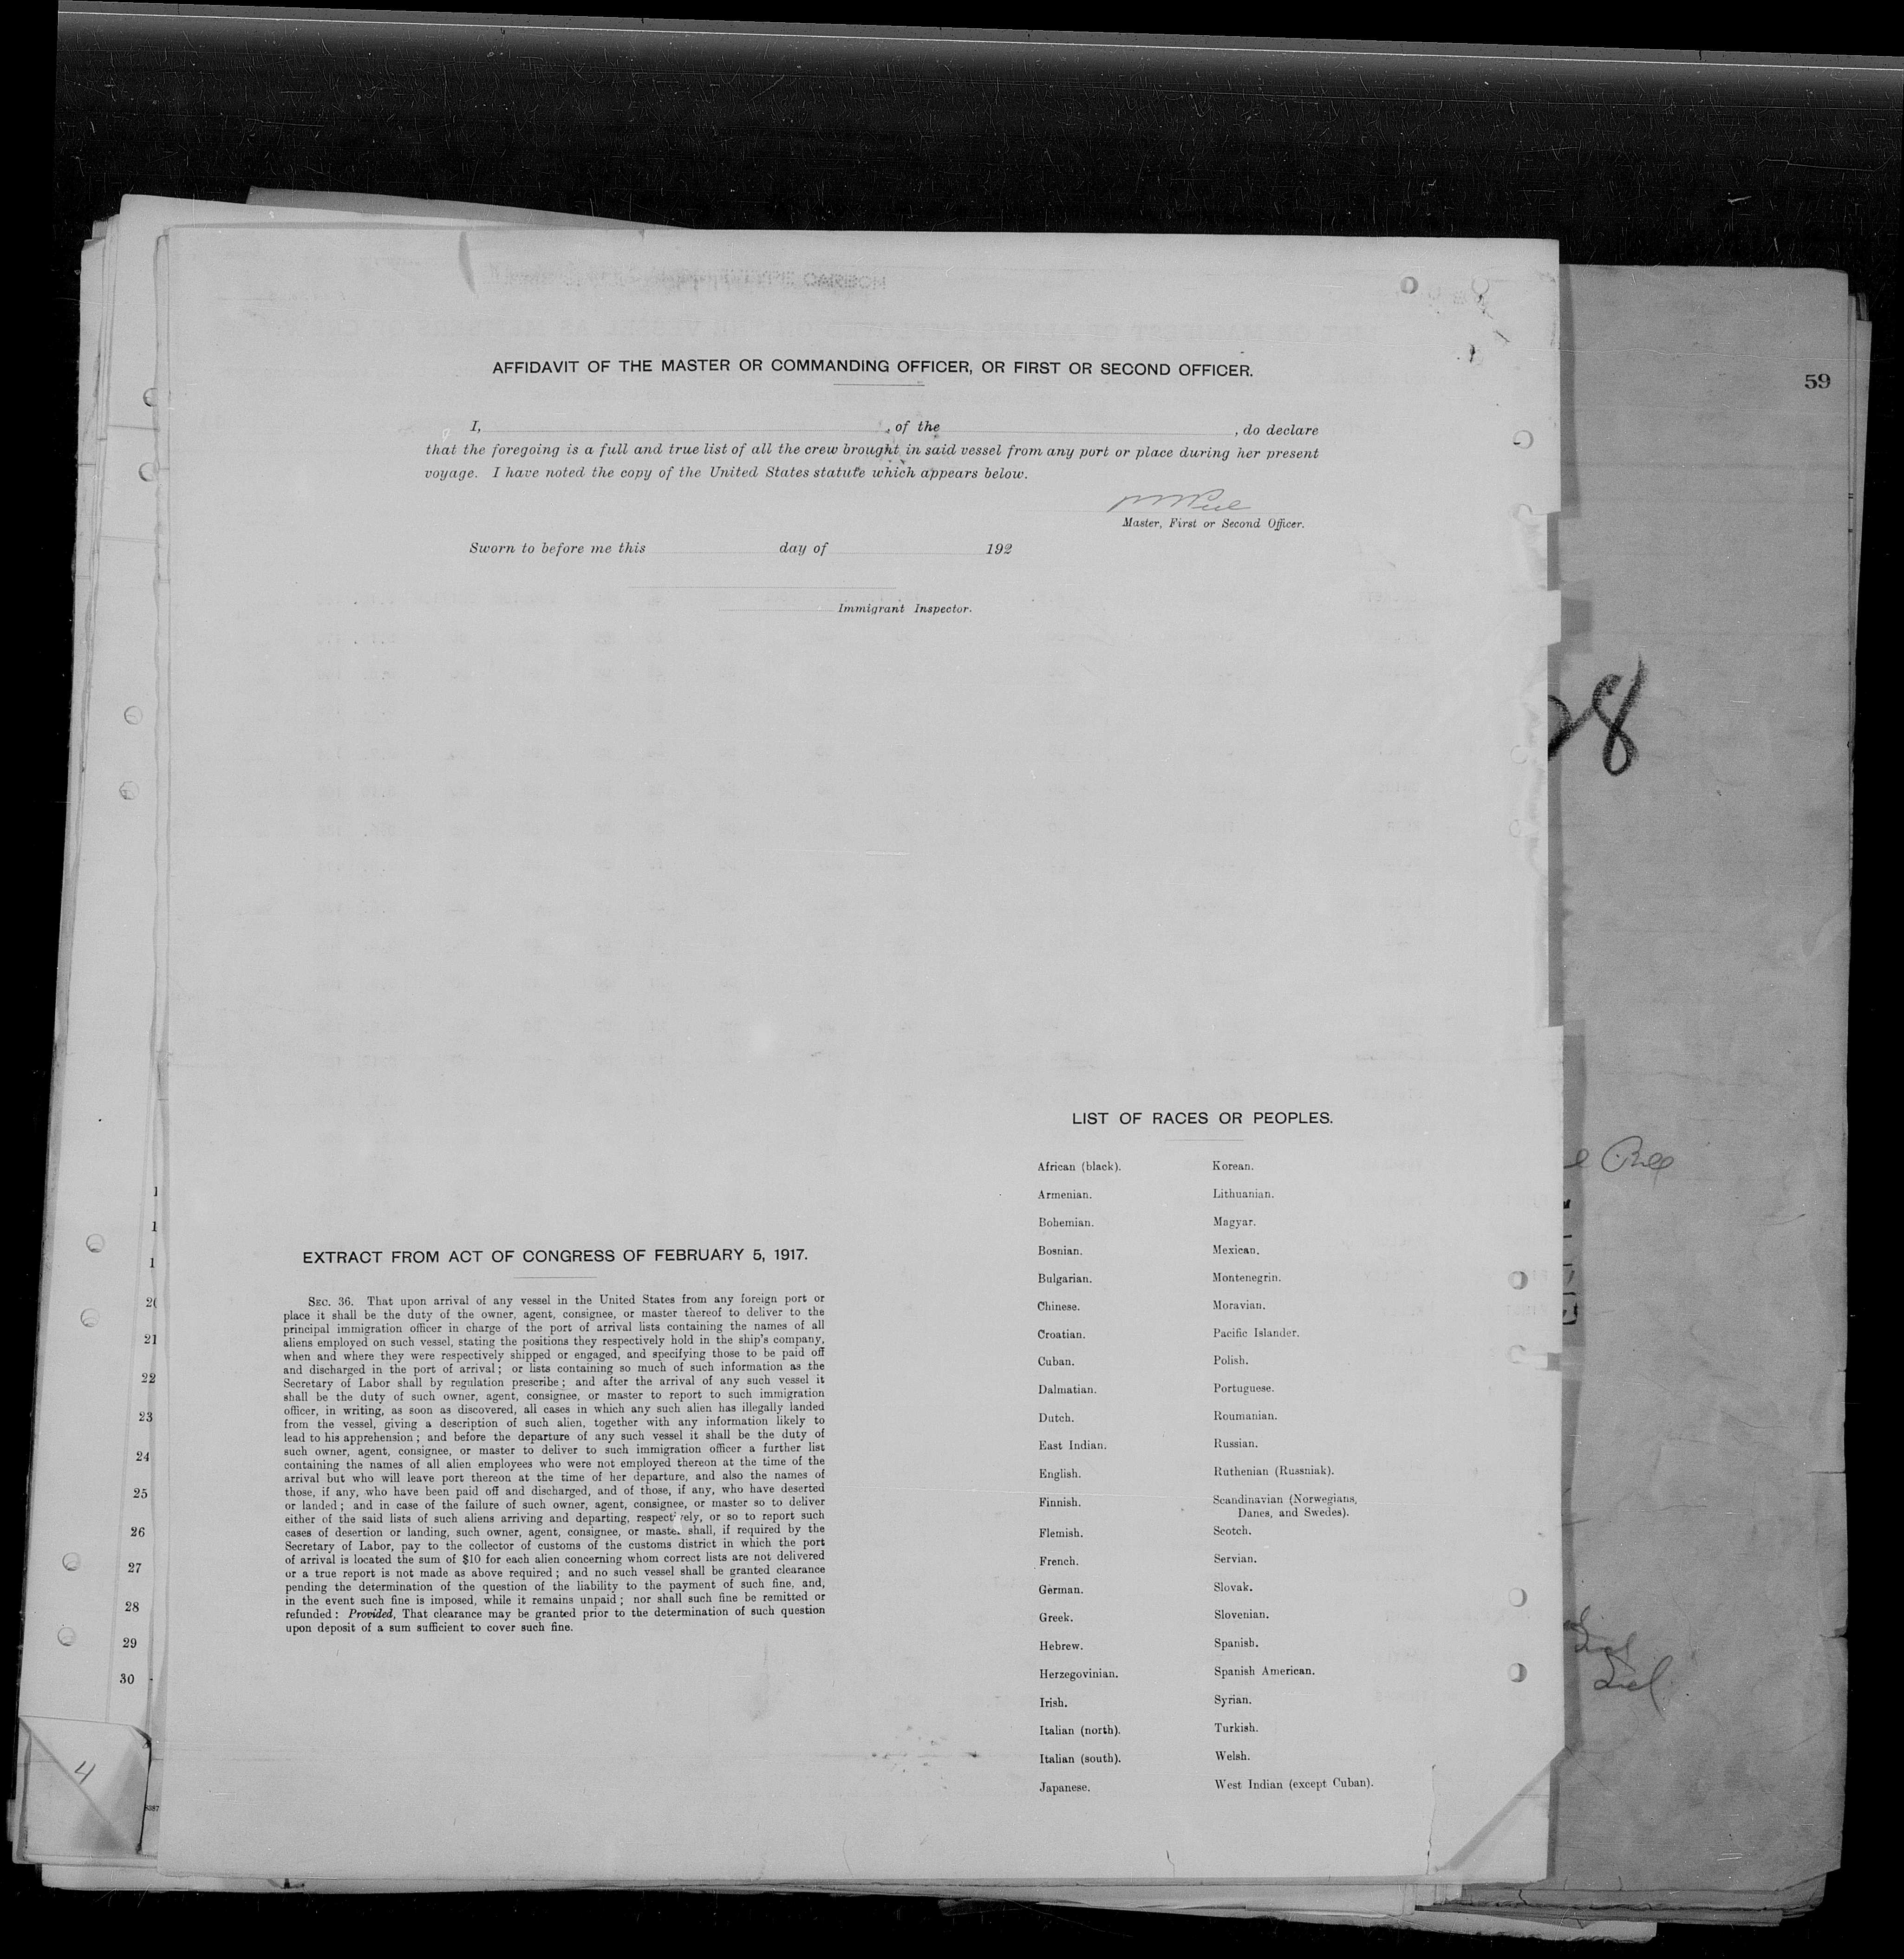 AFFIDAVIT OF THE MASTER OR COMMANDING OFFICER, OR FIRST OR SECOND OFFICER.
I, , of the , do declare
that the foregoing is a full and true list of all the crew brought in said vessel from any port or place during her present
voyage. I have noted the copy of the United States statute which appears below.
Master, First or Second Officer.
Sworn to before me this day of 192
Immigrant Inspector.
EXTRACT FROM ACT OF CONGRESS OF FEBRUARY 5, 1917.
SEC. 36. That upon arrival of any vessel in the United States from any foreign port or
place it shall be the duty of the owner, agent, consignee, or master thereof to deliver to the
principal immigration officer in charge of the port of arrival lists containing the names of all
aliens employed on such vessel, stating the positions they respectively hold in the ship's company,
when and where they were respectively shipped or engaged, and specifying those to be paid off
and discharged in the port of arrival; or lists containing so much of such information as the
Secretary of Labor shall by regulation prescribe; and after the arrival of any such vessel it
shall be the duty of such owner, agent, consignee, or master to report to such immigration
officer, in writing, as soon as discovered, all cases in which any such alien has illegally landed
from the vessel, giving a description of such alien, together with any information likely to
lead to his apprehension; and before the departure of any such vessel it shall be the duty of
such owner, agent, consignee, or master to deliver to such immigration officer a further list
containing the names of all alien employees who were not employed thereon at the time of the
arrival but who will leave port thereon at the time of her departure, and also the names of
those, if any, who have been paid off and discharged, and of those, if any, who have deserted
or landed; and in case of the failure of such owner, agent, consignee, or master so to deliver
either of the said lists of such aliens arriving and departing, respectively, or so to report such
cases of desertion or landing, such owner, agent, consignee, or master shall, if required by the
Secretary of Labor, pay to the collector of customs of the customs district in which the port
of arrival is located the sum of $10 for each alien concerning whom correct lists are not delivered
or a true report is not made as above required; and no such vessel shall be granted clearance
pending the determination of the question of the liability to the payment of such fine, and,
in the event such fine is imposed, while it remains unpaid; nor shall such fine be remitted or
refunded: Provided, That clearance may be granted prior to the determination of such question
upon deposit of a sum sufficient to cover such fine.
LIST OF RACES OR PEOPLES.
African (black).
Armenian.
Bohemian.
Bosnian.
Bulgarian.
Chinese.
Croatian.
Cuban.
Dalmatian.
Dutch.
East Indian.
English.
Finnish.
Flemish.
French.
German.
Greek.
Hebrew.
Herzegovinian.
Irish.
Italian (north).
Italian (south).
Japanese.
Korean.
Lithuanian.
Magyar.
Mexican.
Montenegrin.
Moravian.
Pacific Islander.
Polish.
Portuguese.
Roumanian.
Russian.
Ruthenian (Russniak).
Scandinavian (Norwegians,
Danes, and Swedes).
Scotch.
Servian.
Slovak.
Slovenian.
Spanish.
Spanish American.
Syrian.
Turkish.
Welsh.
West Indian (except Cuban).
21
22
23
24
25
26
27
28
29
30
4
59
8